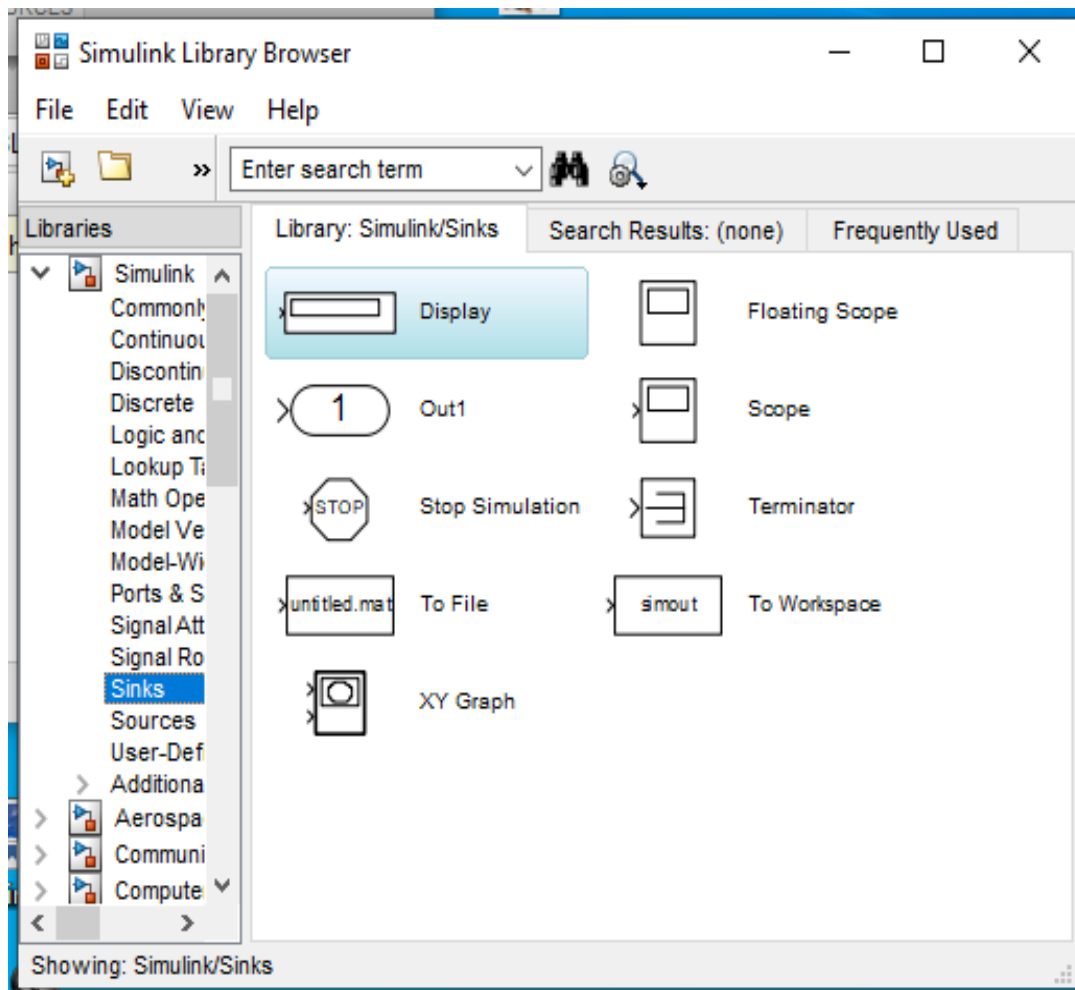 Simulink Library Browser
File Edit View Help
Enter search term
Libraries
Library: Simulink/Sinks Search Results: (none) Frequently Used
Simulink
Commonly
Continuou
Discontin
Discrete
Logic and
Lookup Ta
Math Ope
Model Ve
Model-Wi
Ports & S
Signal Att
Signal Ro
Sinks
Sources
User-Def
Additiona
Aerospa
Communi
Compute
Display
Floating Scope
1 Out1
Scope
STOP Stop Simulation
Terminator
untitled.mat To File
simout To Workspace
XY Graph
Showing: Simulink/Sinks